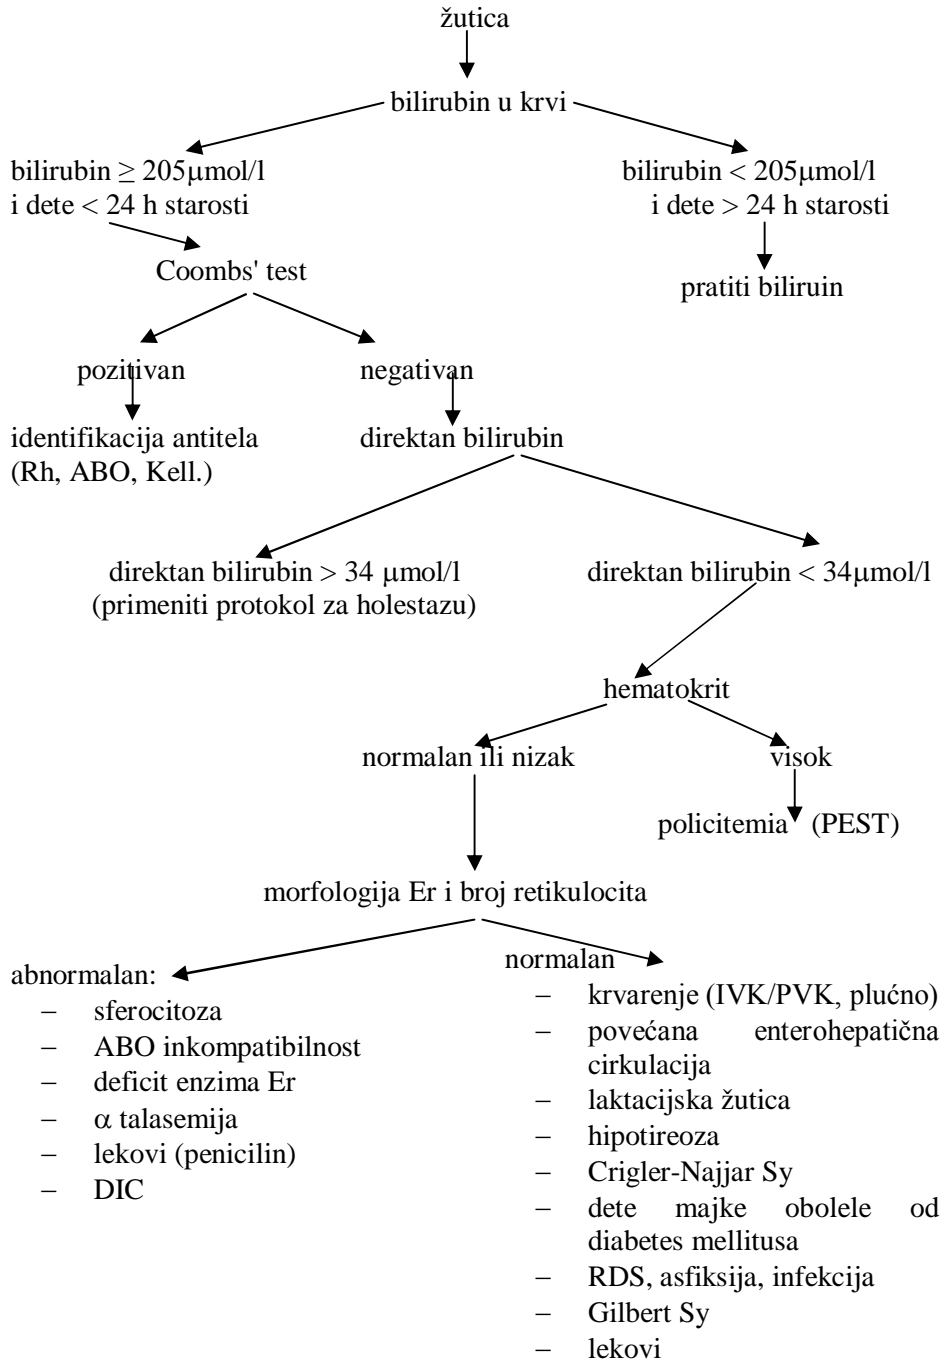 žutica
bilirubin u krvi
bilirubin ≥ 205μmol/l
i dete < 24 h starosti
bilirubin < 205μmol/l
i dete > 24 h starosti
Coombs' test
pratiti biliruin
pozitivan
negativan
identifikacija antitela
(Rh, ABO, Kell.)
direktan bilirubin
direktan bilirubin > 34 μmol/l
(primeniti protokol za holestazu)
direktan bilirubin < 34μmol/l
hematokrit
normalan ili nizak
visok
policitemia (PEST)
morfologija Er i broj retikulocita
abnormalan:
– sferocitoza
– ABO inkompatibilnost
– deficit enzima Er
– α talasemija
– lekovi (penicilin)
– DIC
normalan
– krvarenje (IVK/PVK, plućno)
– povećana enterohepatična
cirkulacija
– laktacijska žutica
– hipotireoza
– Crigler-Najjar Sy
– dete majke obolele od
diabetes mellitusa
– RDS, asfiksija, infekcija
– Gilbert Sy
– lekovi